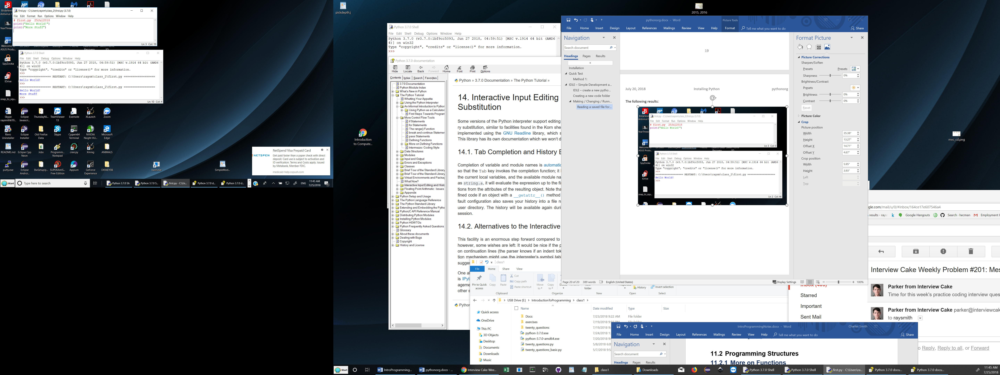 Bitdefen
Antivirus F
YearThreeA
Welcome to
ASUS Produ...
SpyZooka
IDrive
snap_to_squ...
first.py - C:\Users\raysm\class_2\first.py (3.7.0)
File Edit Format Run Options Window Help
# first.py 25Jul2018
print("Hello World!")
print("More Stuff")
Ln: 3 Col: 19
Python 3.7.0 Shell
File Edit Shell Debug Options Window Help
Python 3.7.0 (v3.7.0:1bf9cc5093, Jun 27 2018, 04:59:51) [MSC v.1914 64 bit (AMD6
4)] on win32
Type "copyright", "credits" or "license()" for more information.
>>>
================== RESTART: C:\Users\raysm\class_2\first.py ==================
Hello World!
>>>
================== RESTART: C:\Users\raysm\class_2\first.py ==================
Hello World!
More Stuff
>>>
Ln: 10 Col: 4
Skype
raysmith619...
Eclipse
Javascri...
ThursdayNi...
TeamViewer
13
Evernote
XLaunch
Zoom
Revo
Uninstaller
Eclipse
Installer
Old Firefox
Data
Skype
Cygwin64
Terminal
NVIDIA
Nsight HU...
Microsoft
Edge
README.md
Eclipse Cpp
Neon
Jobs
Programm...
Notepad
cree.py
Xming
ANIMALS
putty.exe
Eclipse
Androi...
BwSetup.ly...
SUPERAntiS...
Free Edition
Appium
GeForce
Experience
DISNEY08
bash.exe
SimpleMod...
NETSPEN
NetSpend Visa Prepaid Card
Get paid faster than a paper check with direct
deposit. Card use is subject to activation and
ID verification. Terms and Costs apply. Issued
by Metabank, Member FDIC.
medicaid-help.copush.com
Start
Type here to search
Python 3.7.0 Sh
Python 3.7.0 S...
first.py - C:\Us...
Python 3.7.0 d...
Python 3.7.0 d...
ENG
11:45 AM
7/25/2018
pickdepth.j
Introduction
to Compute...
2015, 2016
mvc_cd.png
Python 3.7.0 Shell
File Edit Shell Debug Options Window Help
Python 3.7.0 (v3.7.0:1bf9cc5093, Jun 27 2018, 04:59:51) [MSC v.1914 64 bit (AMD6
4)] on win32
Type "copyright", "credits" or "license()" for more information.
>>>
Python 3.7.0 documentation
Hide Locate Back Forward Home Font Print Options
Contents Index Search Favorites
3.7.0 Documentation
Python Module Index
What's New in Python
The Python Tutorial
Whetting Your Appetite
Using the Python Interpreter
An Informal Introduction to Python
Using Python as a Calculator
First Steps Towards Program
More Control Flow Tools
if Statements
for Statements
The range() Function
break and continue Statemen
pass Statements
Defining Functions
More on Defining Functions
Intermezzo: Coding Style
Data Structures
Modules
Input and Output
Errors and Exceptions
Classes
Brief Tour of the Standard Library
Brief Tour of the Standard Library
Virtual Environments and Packag
What Now?
Interactive Input Editing and Histo
Floating Point Arithmetic: Issues
Appendix
Python Setup and Usage
The Python Language Reference
The Python Standard Library
Extending and Embedding the Pytho
Python/C API Reference Manual
Distributing Python Modules
Installing Python Modules
Python HOWTOs
Python Frequently Asked Questions
Glossary
About these documents
Dealing with Bugs
Copyright
History and License
Python » 3.7.0 Documentation » The Python Tutorial »
14. Interactive Input Editing
Substitution
Some versions of the Python interpreter support editing
ry substitution, similar to facilities found in the Korn she
implemented using the GNU Readline library, which s
This library has its own documentation which we won't d
14.1. Tab Completion and History E
Completion of variable and module names is automatic
so that the Tab key invokes the completion function; it l
the current local variables, and the available module na
as string.a, it will evaluate the expression up to the fin
tions from the attributes of the resulting object. Note tha
fined code if an object with a __getattr__() method
fault configuration also saves your history into a file n
user directory. The history will be available again duri
session.
14.2. Alternatives to the Interactive
This facility is an enormous step forward compared to
however, some wishes are left: It would be nice if the p
on continuation lines (the parser knows if an indent tok
tion mechanism might use the interpreter's symbol tabl
sugges
One al
is IPyt
ageme
other s
Python
pythonorg.docx - Word
Picture Tools
File Home Insert Design Layout References Mailings Review View Help Format Tell me what you want to do Share
Navigation
Search document
Headings Pages Results
Installation
Quick Test
Method 1:
IDLE – Simple Development a...
IDLE – create a new pytho...
Creating a new code folder
Making / Changing / Runn...
Reading a saved file for...
19
July 20, 2018 Installing Python pythonorg
The following results:
first.py - C:\Users\raysm\class_2\first.py (3.7.0)
File Edit Format Run Options Window Help
# first.py 25Jul2018
print("Hello World!")
Ln: 3 Col: 0
Python 3.7.0 Shell
File Edit Shell Debug Options Window Help
Python 3.7.0 (v3.7.0:1bf9cc5093, Jun 27 2018, 04:59:51) [MSC v.1914 64 bit (AMD6
4)] on win32
Type "copyright", "credits" or "license()" for more information.
>>>
================== RESTART: C:\Users\raysm\class_2\first.py ==================
Hello World!
>>>
Ln: 2 Col: 46
Bitdefend
Antivirus F
YearThreeA
Welcome to
ASUS Produ...
SpyZooka
IDrive
snap_to_squ...
Format Picture
Picture Corrections
Sharpen/Soften
Presets Presets
Sharpness 0%
Brightness/Contrast
Presets
Brightness 0%
Contrast 0%
Reset
Picture Color
Crop
Picture position
Width 35.38"
Height 13.27"
Offset X 14.71"
Offset Y 4.67"
Crop position
Width 5.95"
Height 3.93"
Left
Top
Page 20 of 20 389 words English (United States) Display Settings 100%
class1
File Home Share View
Pin to Quick
access
Copy
Paste
Cut
Copy path
Paste shortcut
Move
to
Copy
to
folder
History
Invert selection
Clipboard Organize New Open Select
USB Drive (E:) IntroductionToProgramming class1
Name Date modified Type Size
Quick access
OneDrive
This PC
3D Objects
Desktop
Documents
Downloads
Music
Docs 7/23/2018 9:22 AM File folder
exercises 7/19/2018 9:50 PM File folder
twenty_questions 7/19/2018 9:
python-3.7.0.exe 7/24/2018 1:
python-3.7.0-amd64.exe 7/20/2018 9:
twenty_questions.py 5/8/2018 6:0
twenty_questions_basic.py 5/7/2018 9:5
IntroProgrammingNotes.docx - Word
Charles Smith
File Home Insert Design Layout References Mailings Review View Help Tell me what you want to do Share
Navigation
Search document
Headings Pages Results
11.2 Programming Structures
11.2.1 More on Functions
gle.com/mail/u/0/#inbox/164ce17e607546a4
results - rays
Google Hangouts
Search - hecman
Employment U
Interview Cake Weekly Problem #201: Mes
Inbox (405)
Starred
Important
Sent Mail
Parker from Interview Cake
Time for this week's practice coding interview ques
Parker from Interview Cake parker@interviewcak
to raysmith
o Reply, Reply to all, or Forward
Start
IntroProgramming...
pythonorg.docx - ...
Interview Cake Wee...
class1
Downloads
Python 3.7.0 Shell
Python 3.7.0 Shell
first.py - C:\Users\ra...
Python 3.7.0 docu...
Python 3.7.0 docu...
11:45 AM
7/25/2018